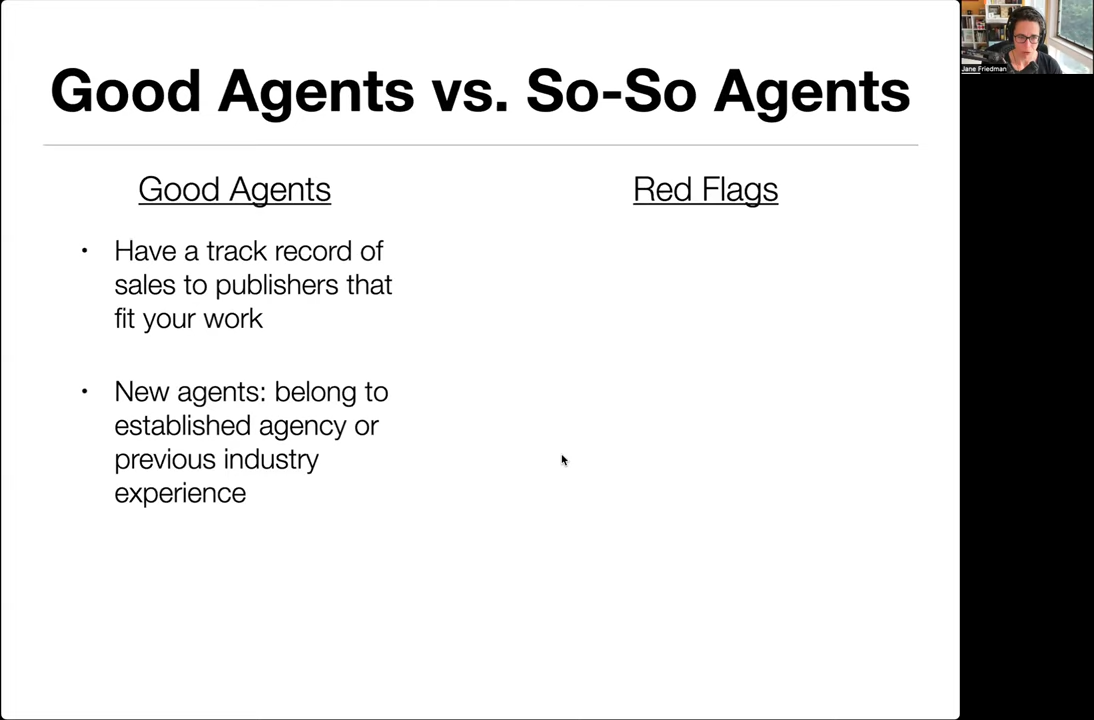 Good Agents vs. So-So Agents
Good Agents
• Have a track record of
sales to publishers that
fit your work
• New agents: belong to
established agency or
previous industry
experience
Red Flags
Jane Friedman